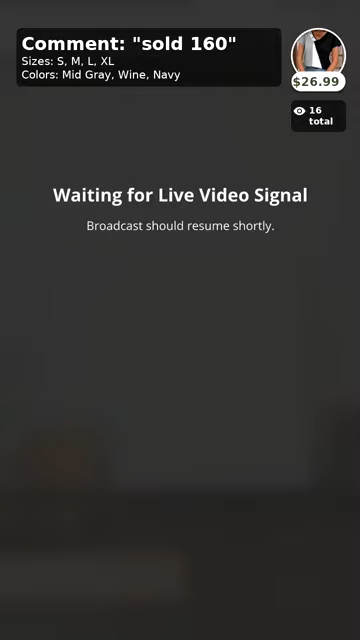 Comment: "sold 160"
Sizes: S, M, L, XL
Colors: Mid Gray, Wine, Navy
$26.99
16
total
Waiting for Live Video Signal
Broadcast should resume shortly.